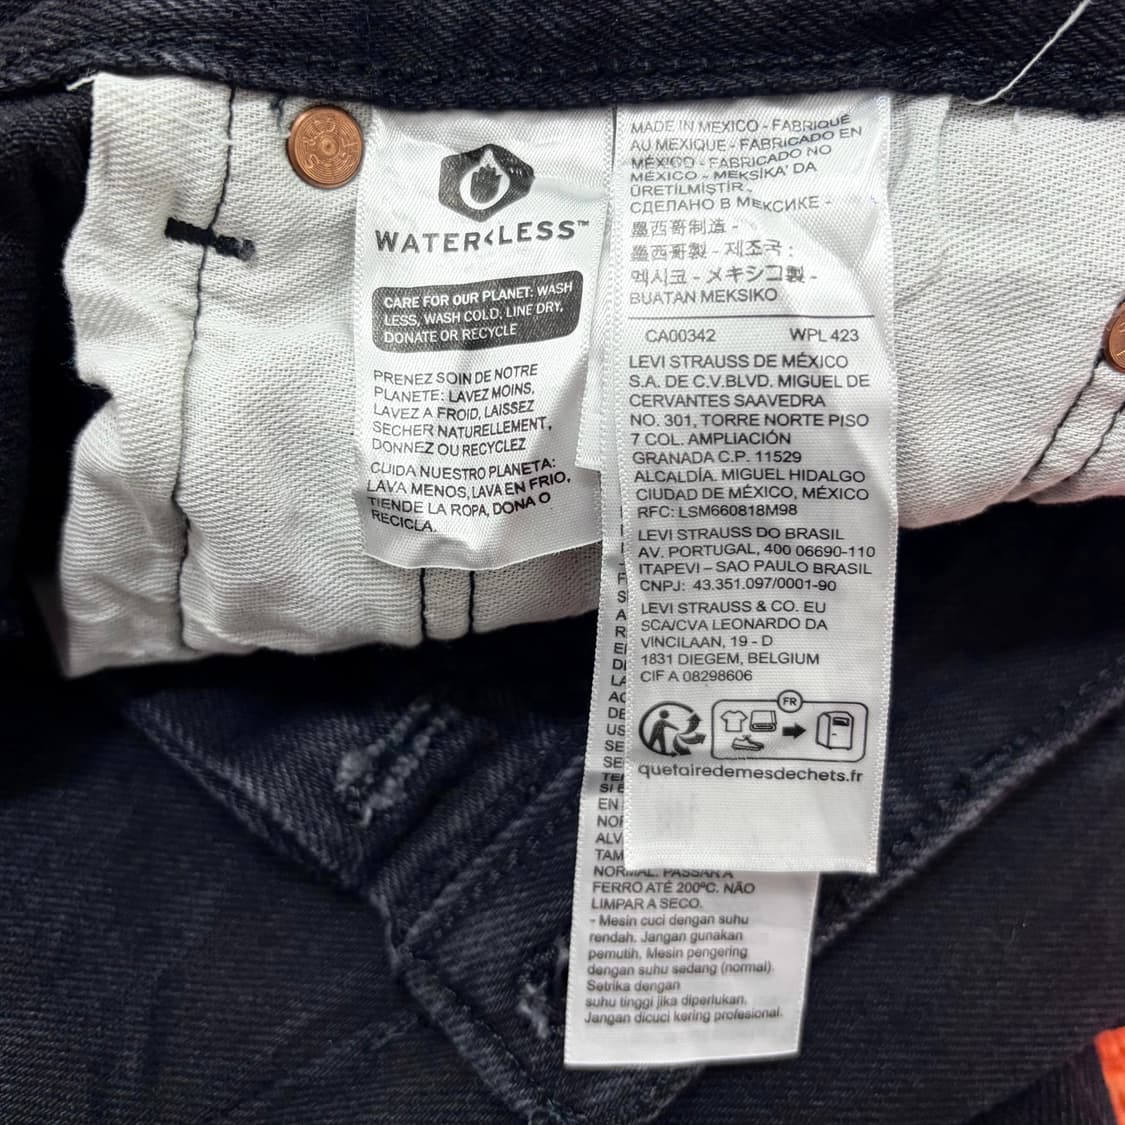 WATER<LESS™
CARE FOR OUR PLANET: WASH
LESS, WASH COLD, LINE DRY,
DONATE OR RECYCLE
PRENEZ SOIN DE NOTRE
PLANETE: LAVEZ MOINS,
LAVEZ A FROID, LAISSEZ
SECHER NATURELLEMENT,
DONNEZ OU RECYCLEZ
CUIDA NUESTRO PLANETA:
LAVA MENOS, LAVA EN FRIO,
TIENDE LA ROPA, DONA O
RECICLA.
MADE IN MEXICO - FABRIQUÉ
AU MEXIQUE - FABRICADO EN
MÉXICO - FABRICADO NO
MÉXICO - MEKSİKA' DA
ÜRETİLMİŞTİR -
СДЕЛАНО В МЕКСИКЕ -
墨西哥制造 -
墨西哥製 - 제조국 :
멕시코 - メキシコ製 -
BUATAN MEKSIKO
CA00342 WPL 423
LEVI STRAUSS DE MÉXICO
S.A. DE C.V.BLVD. MIGUEL DE
CERVANTES SAAVEDRA
NO. 301, TORRE NORTE PISO
7 COL. AMPLIACIÓN
GRANADA C.P. 11529
ALCALDÍA. MIGUEL HIDALGO
CIUDAD DE MÉXICO, MÉXICO
RFC: LSM660818M98
LEVI STRAUSS DO BRASIL
AV. PORTUGAL, 400 06690-110
ITAPEVI – SAO PAULO BRASIL
CNPJ: 43.351.097/0001-90
LEVI STRAUSS & CO. EU
SCA/CVA LEONARDO DA
VINCILAAN, 19 - D
1831 DIEGEM, BELGIUM
CIF A 08298606
FR
quefairedemesdechets.fr
NORMAL. PASSAR A
FERRO ATÉ 200ºC. NÃO
LIMPAR A SECO.
- Mesin cuci dengan suhu
rendah. Jangan gunakan
pemutih. Mesin pengering
dengan suhu sedang (normal).
Setrika dengan
suhu tinggi jika diperlukan.
Jangan dicuci kering profesional.